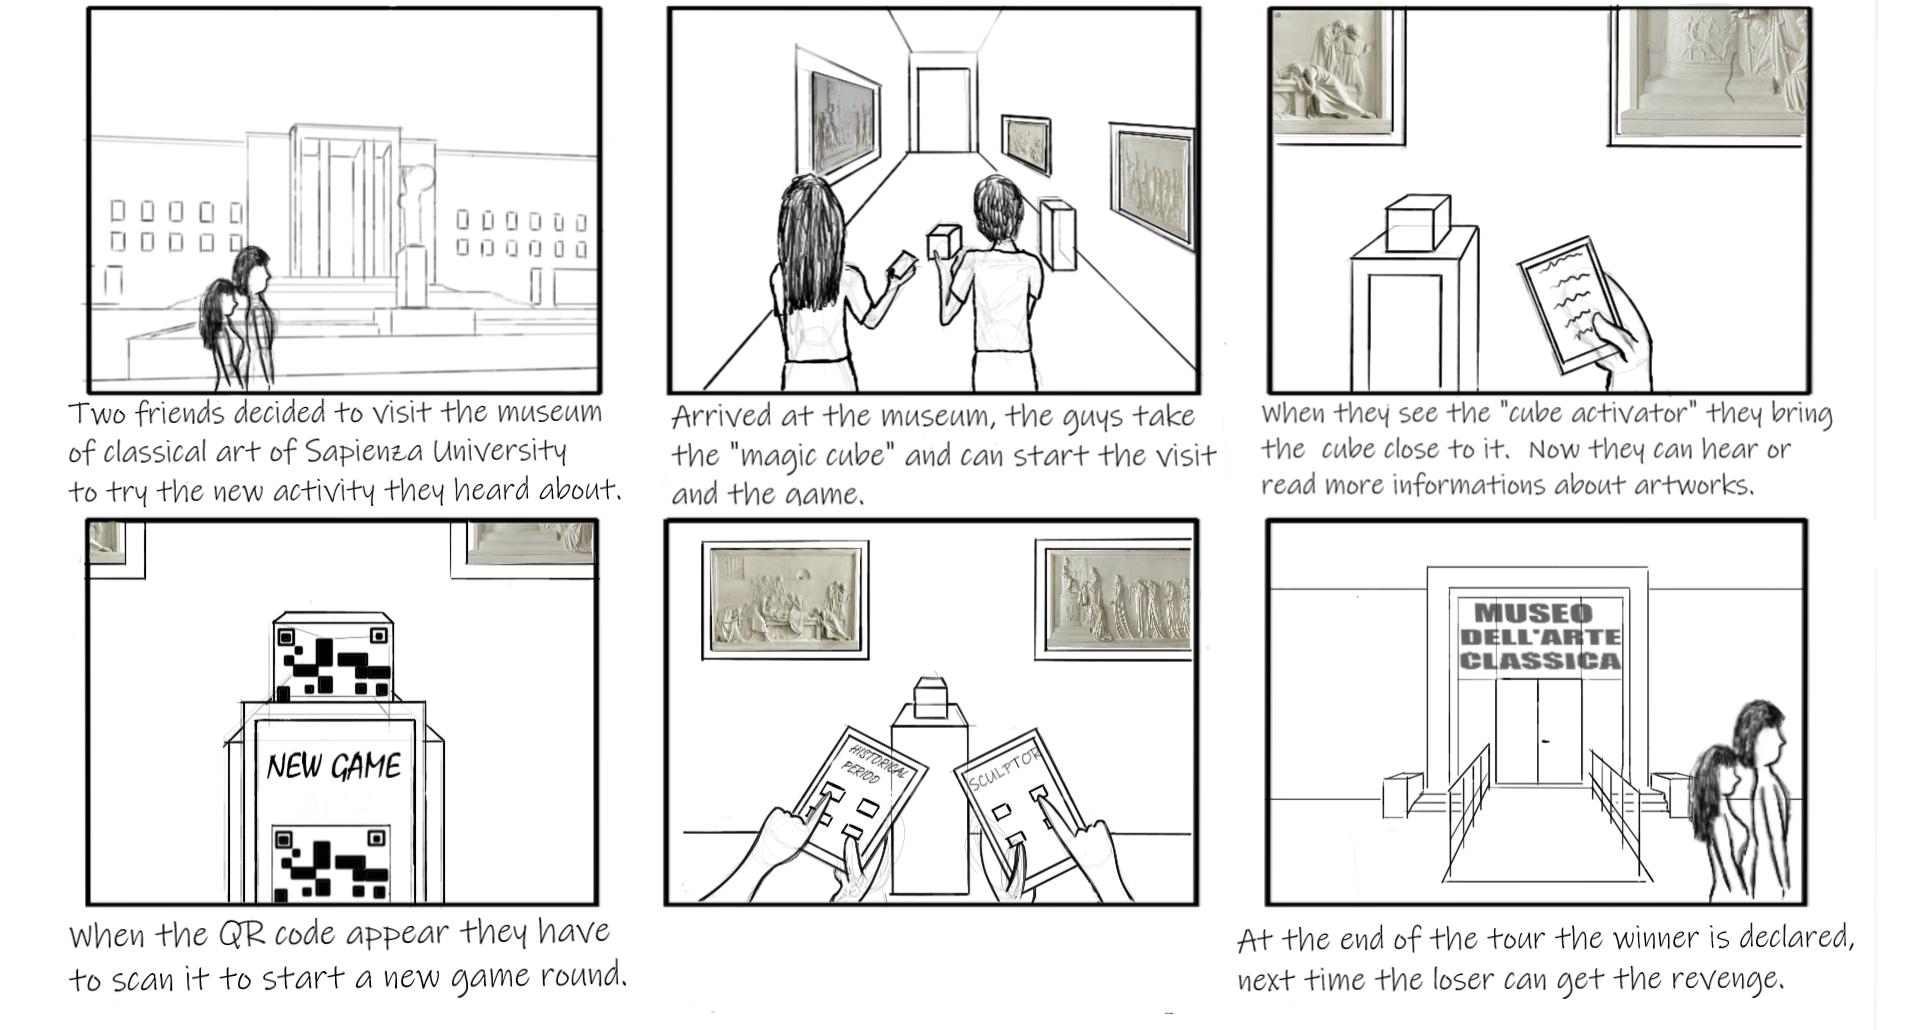 Two friends decided to visit the museum
of classical art of Sapienza University
to try the new activity they heard about.
Arrived at the museum, the guys take
the "magic cube" and can start the visit
and the game.
When they see the "cube activator" they bring
the cube close to it. Now they can hear or
read more informations about artworks.
NEW GAME
When the QR code appear they have
to scan it to start a new game round.
HISTORICAL
PERIOD
SCULPTOR
MUSEO
DELL'ARTE
CLASSICA
At the end of the tour the winner is declared,
next time the loser can get the revenge.